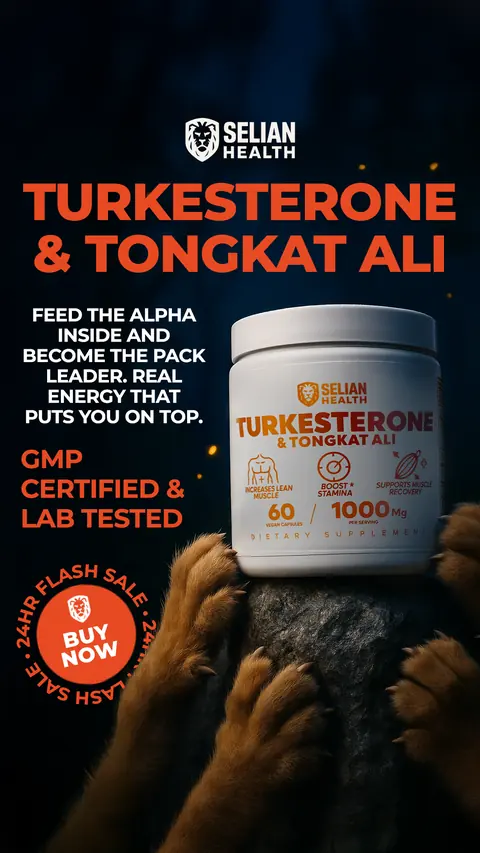 SELIAN
HEALTH
TURKESTERONE
& TONGKAT ALI
FEED THE ALPHA
INSIDE AND
BECOME THE PACK
LEADER. REAL
ENERGY THAT
PUTS YOU ON TOP.
GMP
CERTIFIED &
LAB TESTED
24HR FLASH SALE • 24HR FLASH SALE •
BUY
NOW
SELIAN
HEALTH
TURKESTERONE
& TONGKAT ALI
INCREASES LEAN
MUSCLE
BOOST *
STAMINA
SUPPORTS MUSCLE
RECOVERY
60
VEGAN CAPSULES
/
1000 Mg
PER SERVING
DIETARY SUPPLEMENT